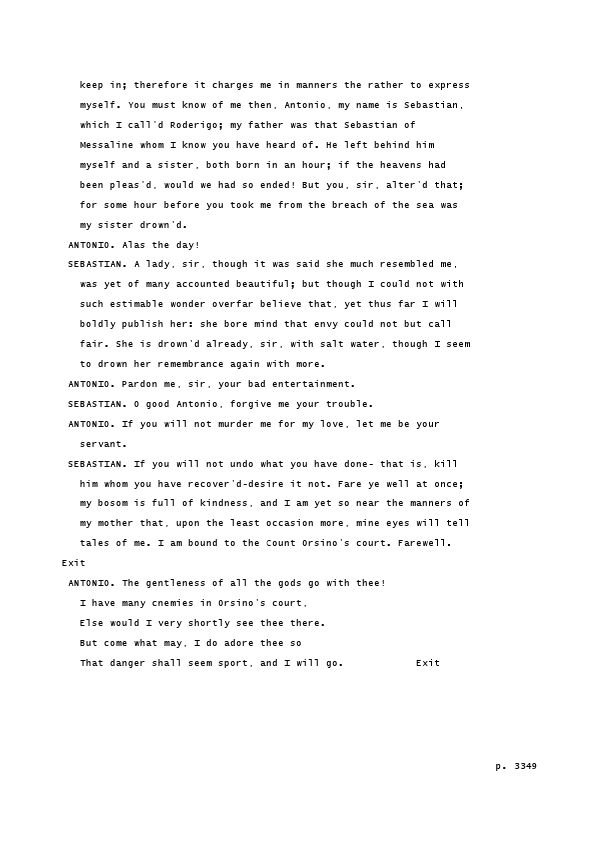 keep in; therefore it charges me in manners the rather to express
myself. You must know of me then, Antonio, my name is Sebastian,
which I call'd Roderigo; my father was that Sebastian of
Messaline whom I know you have heard of. He left behind him
myself and a sister, both born in an hour; if the heavens had
been pleas'd, would we had so ended! But you, sir, alter'd that;
for some hour before you took me from the breach of the sea was
my sister drown'd.
ANTONIO. Alas the day!
SEBASTIAN. A lady, sir, though it was said she much resembled me,
was yet of many accounted beautiful; but though I could not with
such estimable wonder overfar believe that, yet thus far I will
boldly publish her: she bore mind that envy could not but call
fair. She is drown'd already, sir, with salt water, though I seem
to drown her remembrance again with more.
ANTONIO. Pardon me, sir, your bad entertainment.
SEBASTIAN. O good Antonio, forgive me your trouble.
ANTONIO. If you will not murder me for my love, let me be your
servant.
SEBASTIAN. If you will not undo what you have done- that is, kill
him whom you have recover'd-desire it not. Fare ye well at once;
my bosom is full of kindness, and I am yet so near the manners of
my mother that, upon the least occasion more, mine eyes will tell
tales of me. I am bound to the Count Orsino's court. Farewell.
Exit
ANTONIO. The gentleness of all the gods go with thee!
I have many cnemies in Orsino's court,
Else would I very shortly see thee there.
But come what may, I do adore thee so
That danger shall seem sport, and I will go. Exit
p. 3349